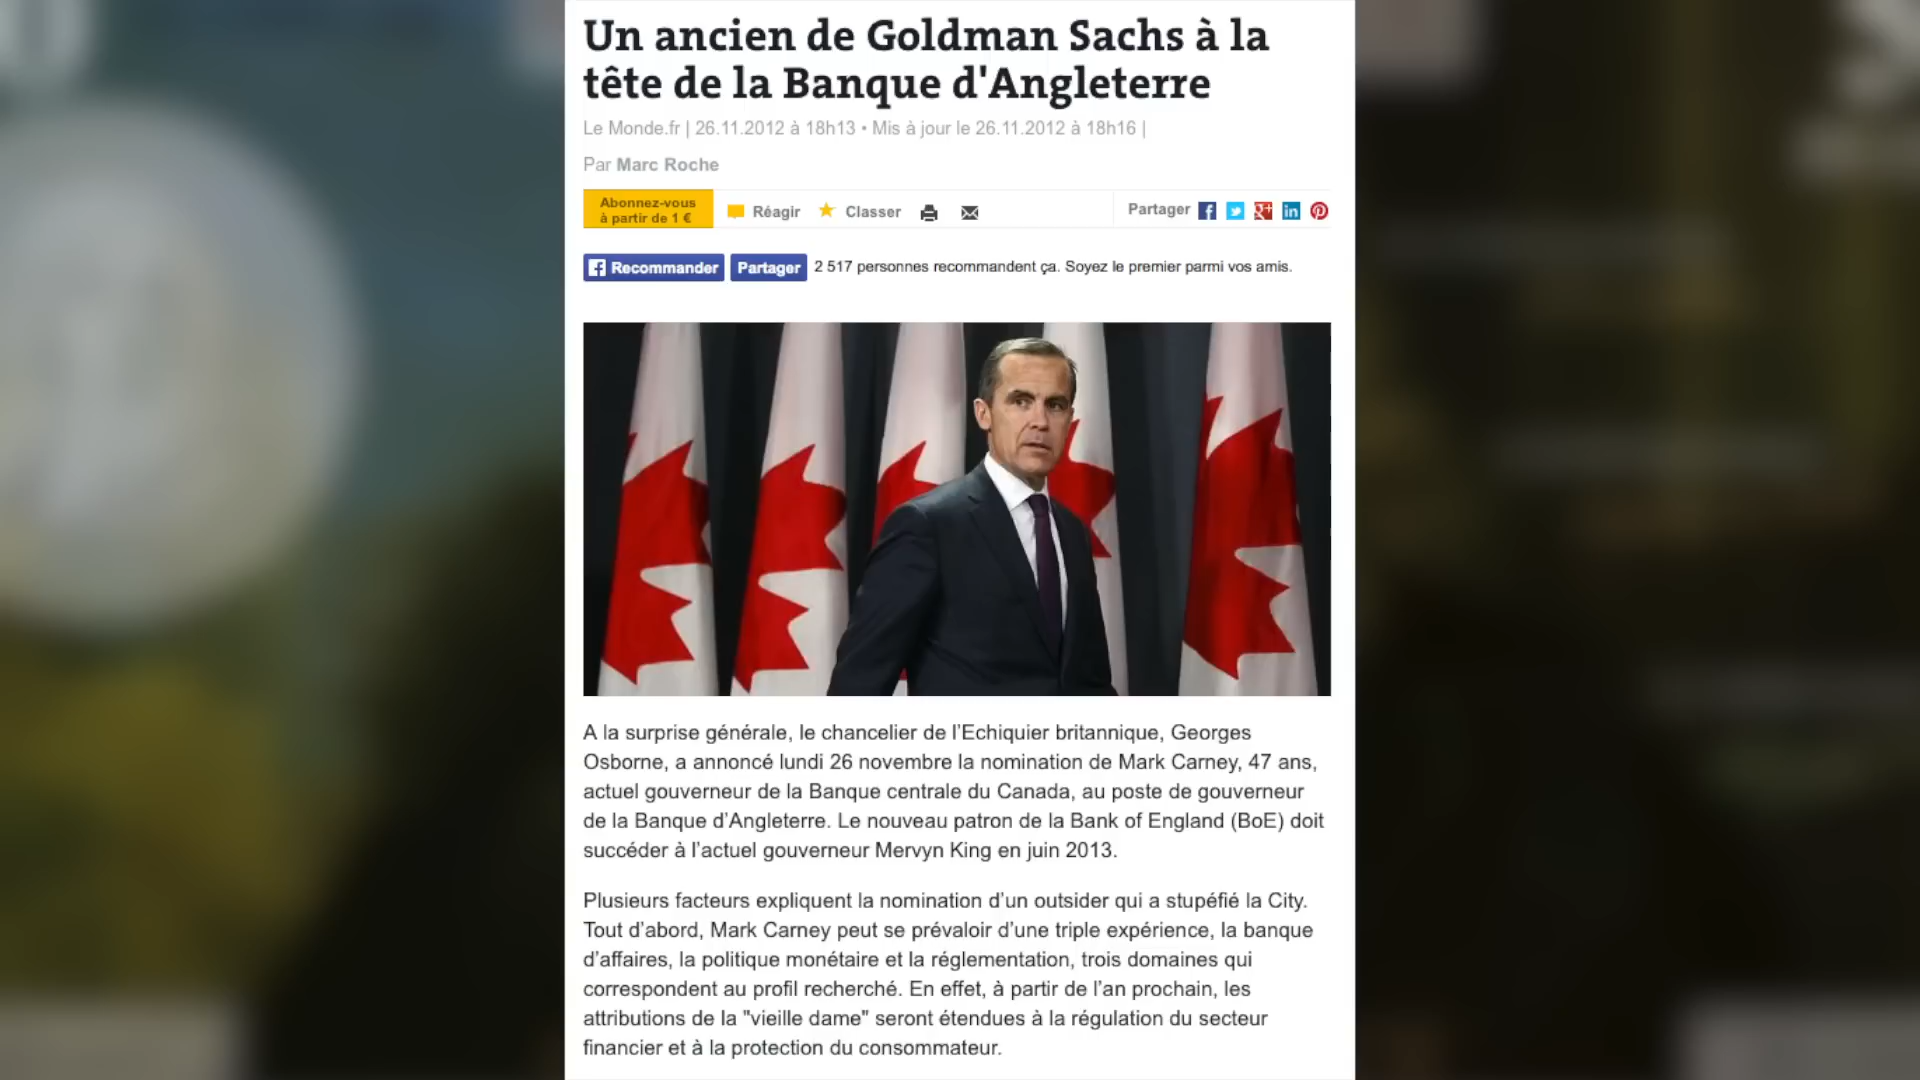 Un ancien de Goldman Sachs à la
tête de la Banque d'Angleterre
Le Monde.fr | 26.11.2012 à 18h13 • Mis à jour le 26.11.2012 à 18h16 |
Par Marc Roche
Abonnez-vous
à partir de 1 €
Réagir
Classer
Partager
Recommander
Partager
2 517 personnes recommandent ça. Soyez le premier parmi vos amis.
A la surprise générale, le chancelier de l'Echiquier britannique, Georges
Osborne, a annoncé lundi 26 novembre la nomination de Mark Carney, 47 ans,
actuel gouverneur de la Banque centrale du Canada, au poste de gouverneur
de la Banque d'Angleterre. Le nouveau patron de la Bank of England (BoE) doit
succéder à l'actuel gouverneur Mervyn King en juin 2013.
Plusieurs facteurs expliquent la nomination d'un outsider qui a stupéfié la City.
Tout d'abord, Mark Carney peut se prévaloir d'une triple expérience, la banque
d'affaires, la politique monétaire et la réglementation, trois domaines qui
correspondent au profil recherché. En effet, à partir de l'an prochain, les
attributions de la "vieille dame" seront étendues à la régulation du secteur
financier et à la protection du consommateur.